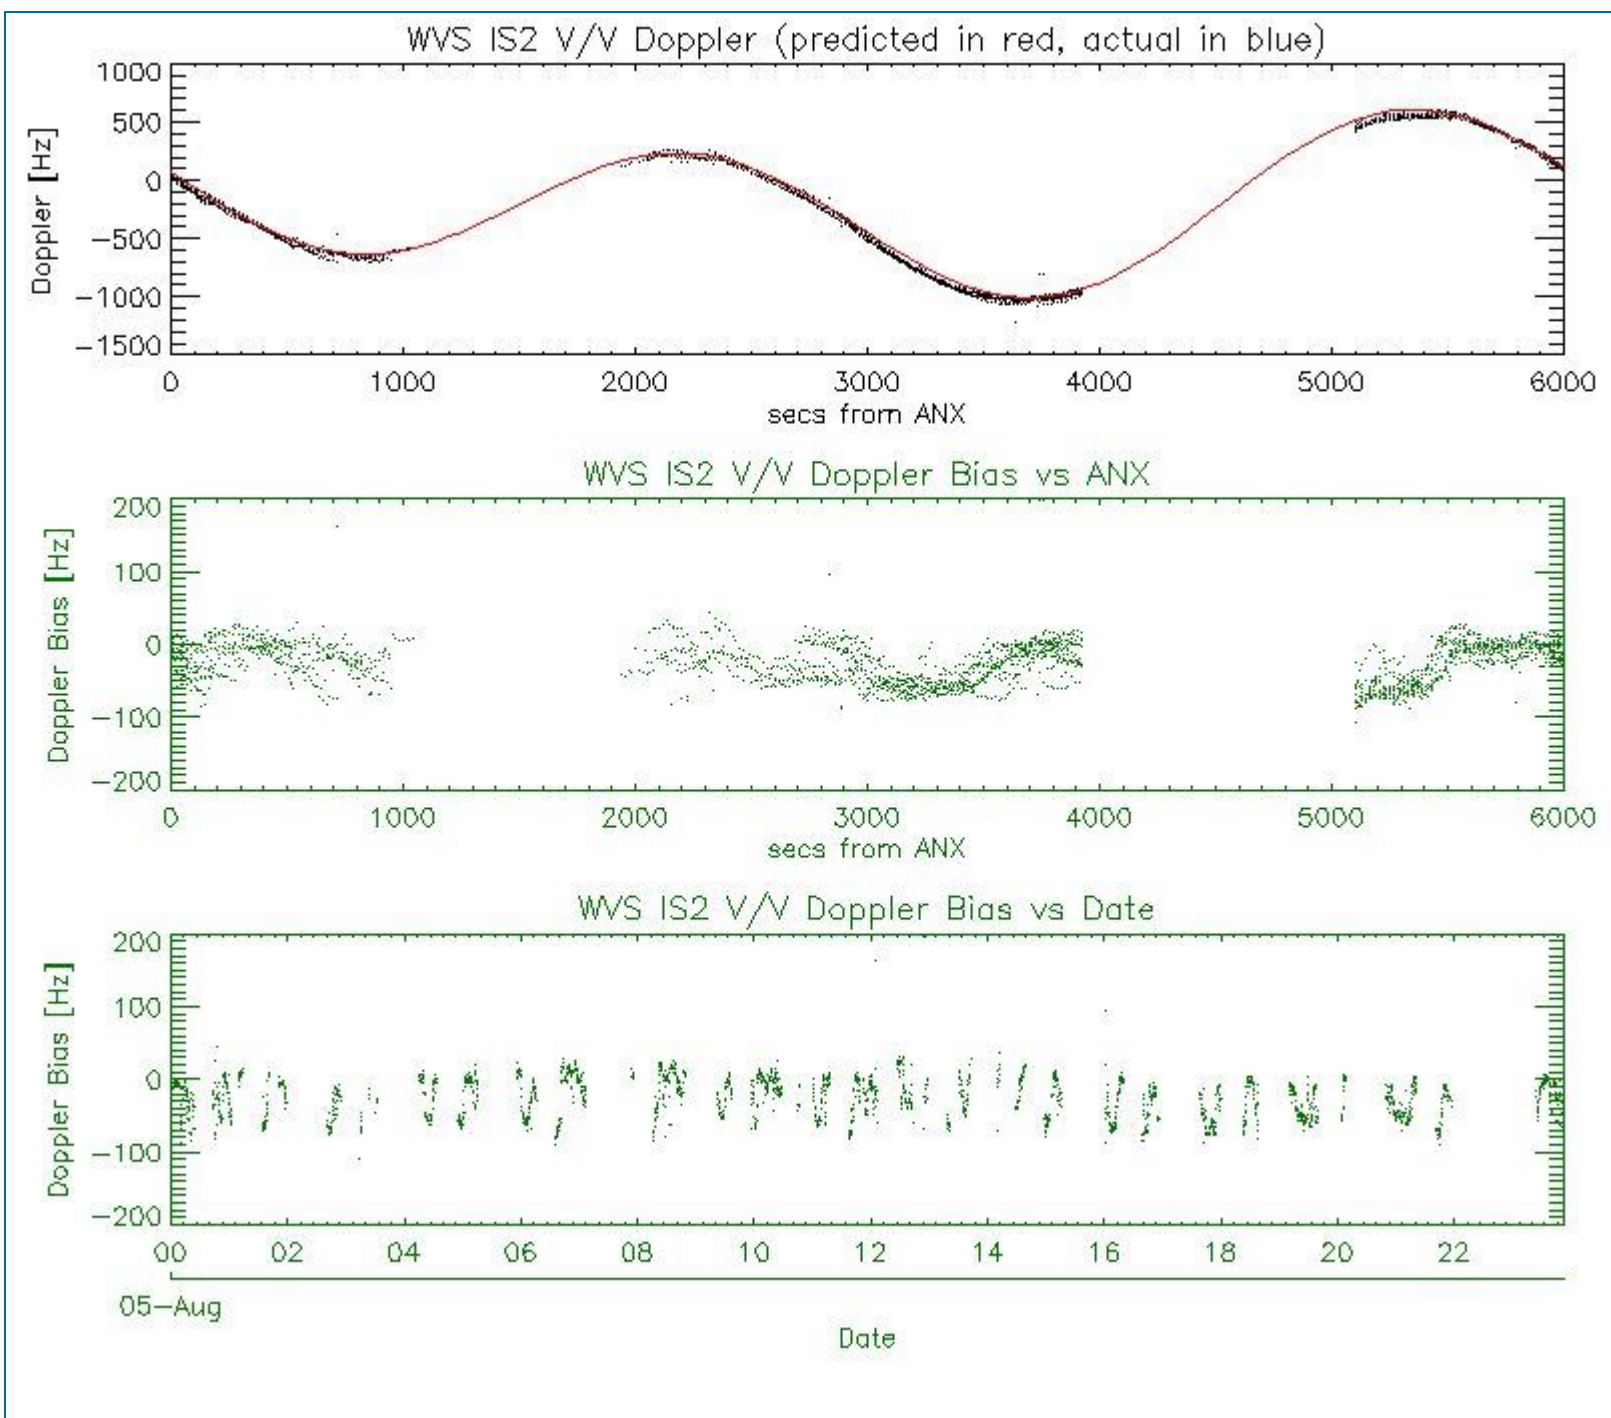 WVS IS2 V/V Doppler (predicted in red, actual in blue)
1000
500
0
−500
−1000
−1500
Doppler [Hz]
0 1000 2000 3000 4000 5000 6000
secs from ANX
WVS IS2 V/V Doppler Bias vs ANX
200
100
0
−100
−200
Doppler Bias [Hz]
0 1000 2000 3000 4000 5000 6000
secs from ANX
WVS IS2 V/V Doppler Bias vs Date
200
100
0
−100
−200
Doppler Bias [Hz]
00 02 04 06 08 10 12 14 16 18 20 22
05−Aug
Date